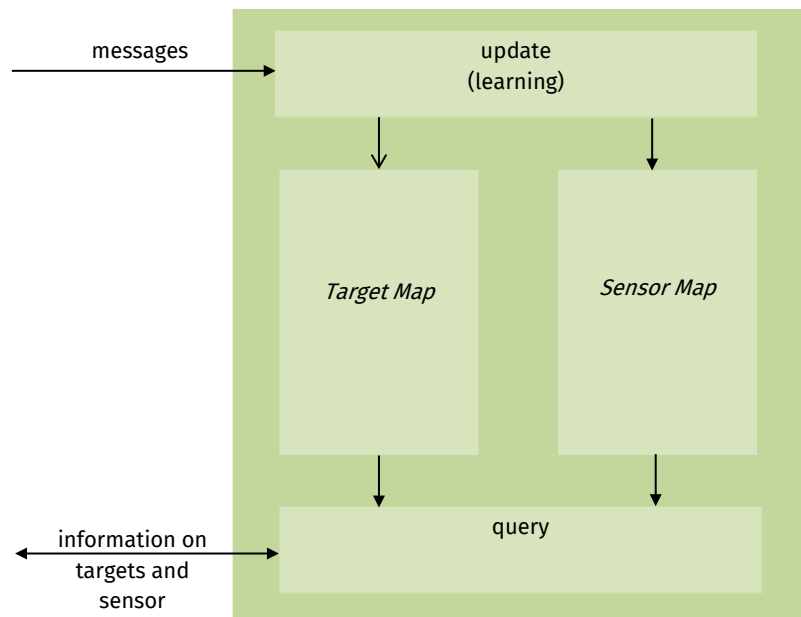 messages
update
(learning)
Target Map
Sensor Map
query
information on
targets and
sensor